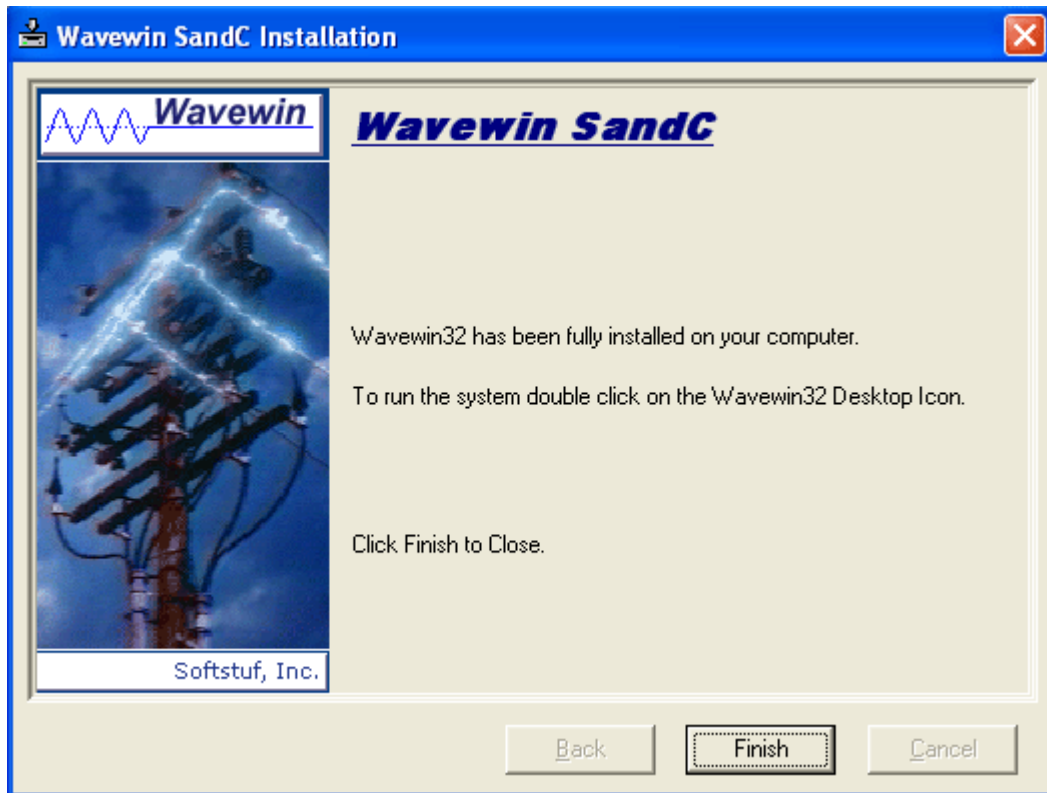 Wavewin SandC Installation
Wavewin
Wavewin SandC
Wavewin32 has been fully installed on your computer.
To run the system double click on the Wavewin32 Desktop Icon.
Click Finish to Close.
Softstuf, Inc.
Back Finish Cancel